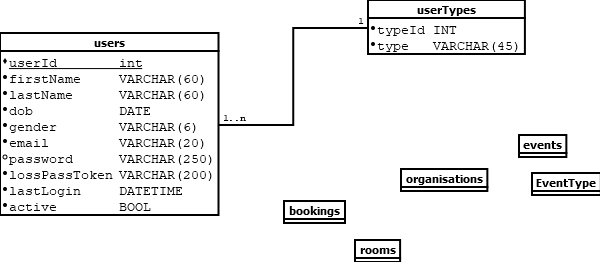 userTypes
typeId INT
type VARCHAR(45)
1
users
userId int
firstName VARCHAR(60)
lastName VARCHAR(60)
dob DATE
gender VARCHAR(6)
email VARCHAR(20)
password VARCHAR(250)
lossPassToken VARCHAR(200)
lastLogin DATETIME
active BOOL
1..n
events
organisations
EventType
bookings
rooms